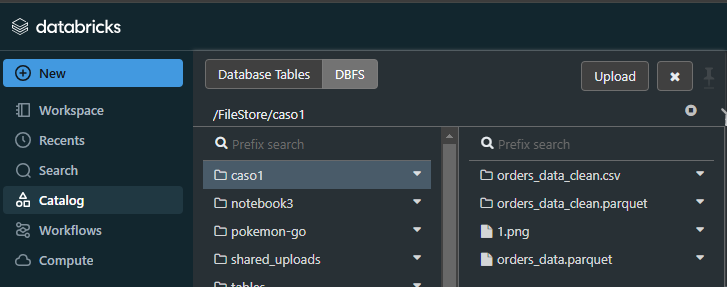 databricks
New
Workspace
Recents
Search
Catalog
Workflows
Compute
Database Tables DBFS Upload
/FileStore/caso1
Prefix search
caso1
notebook3
pokemon-go
shared_uploads
tables
Prefix search
orders_data_clean.csv
orders_data_clean.parquet
1.png
orders_data.parquet